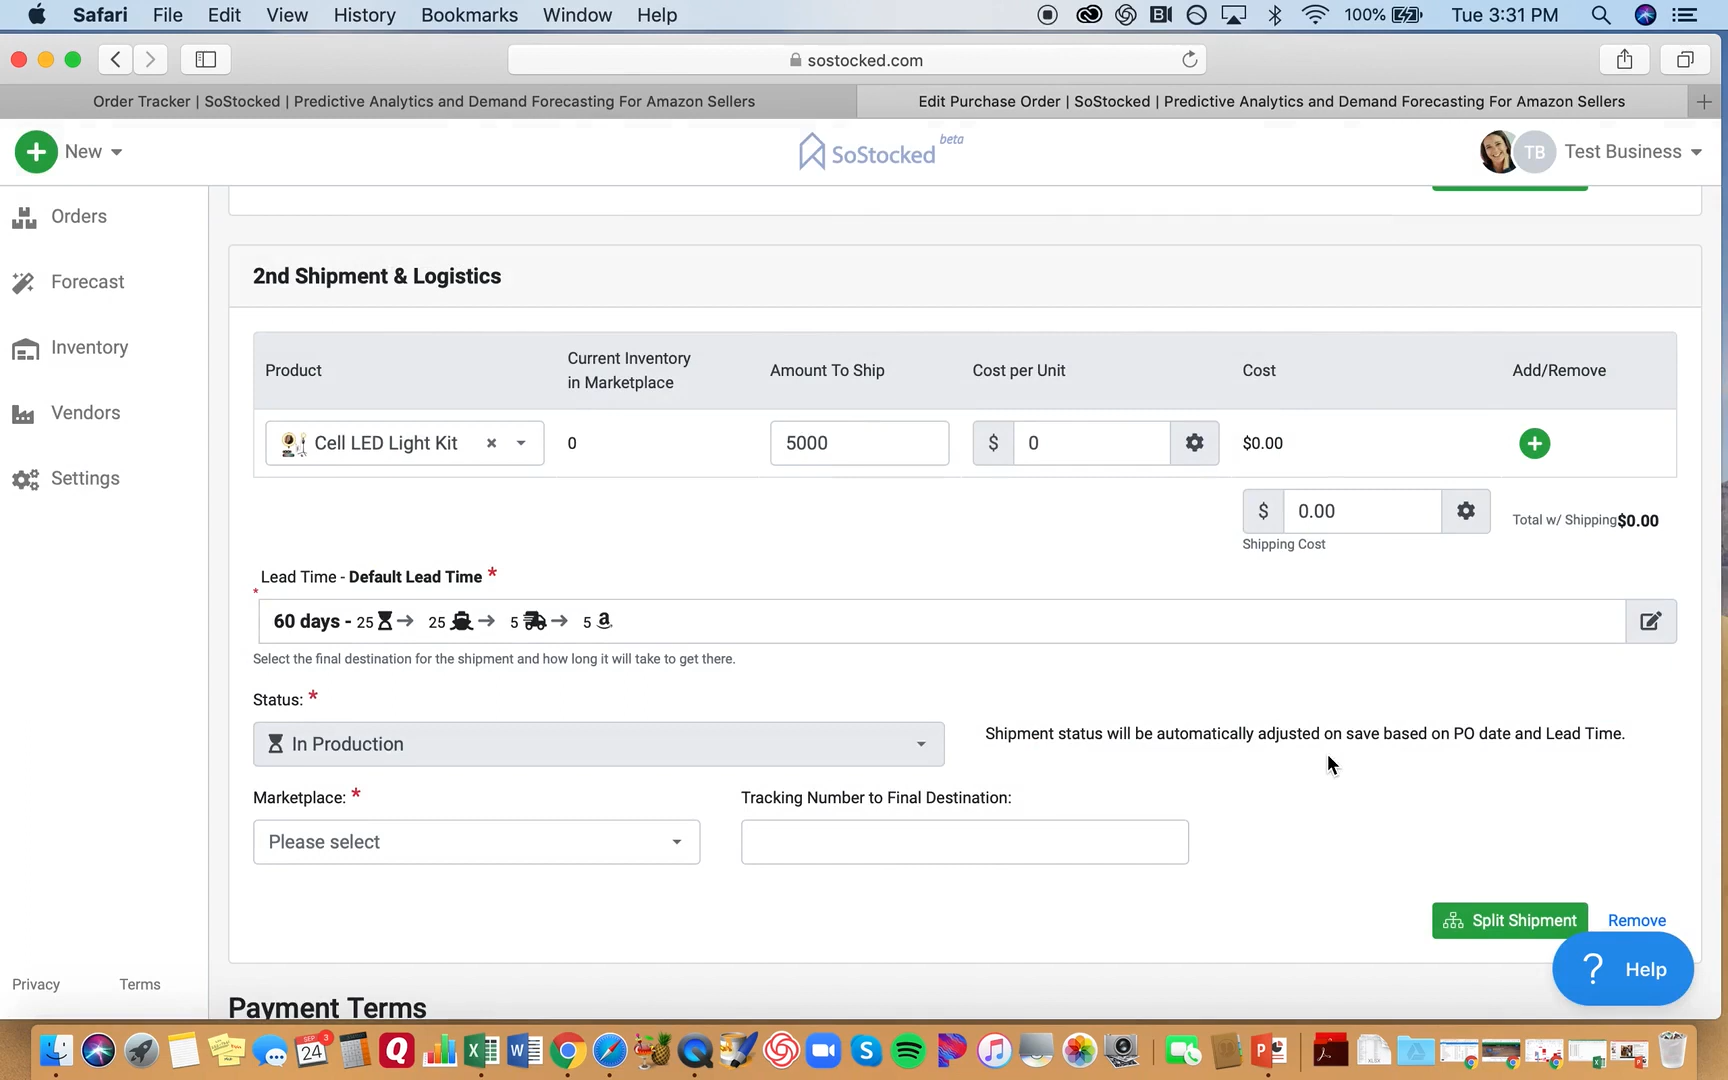 Safari File Edit View History Bookmarks Window Help 100% Tue 3:31 PM
sostocked.com
Order Tracker | SoStocked | Predictive Analytics and Demand Forecasting For Amazon Sellers
Edit Purchase Order | SoStocked | Predictive Analytics and Demand Forecasting For Amazon Sellers
New
SoStocked beta
TB Test Business
Orders
Forecast
Inventory
Vendors
Settings
Privacy Terms
2nd Shipment & Logistics
Product
Current Inventory
in Marketplace
Amount To Ship
Cost per Unit
Cost
Add/Remove
Cell LED Light Kit × 0 5000 $ 0 $0.00
$ 0.00
Shipping Cost
Total w/ Shipping $0.00
Lead Time - Default Lead Time *
*
60 days - 25 → 25 → 5 → 5 a
Select the final destination for the shipment and how long it will take to get there.
Status: *
In Production
Shipment status will be automatically adjusted on save based on PO date and Lead Time.
Marketplace: *
Please select
Tracking Number to Final Destination:
Split Shipment Remove
? Help
Payment Terms
SEP 3
24